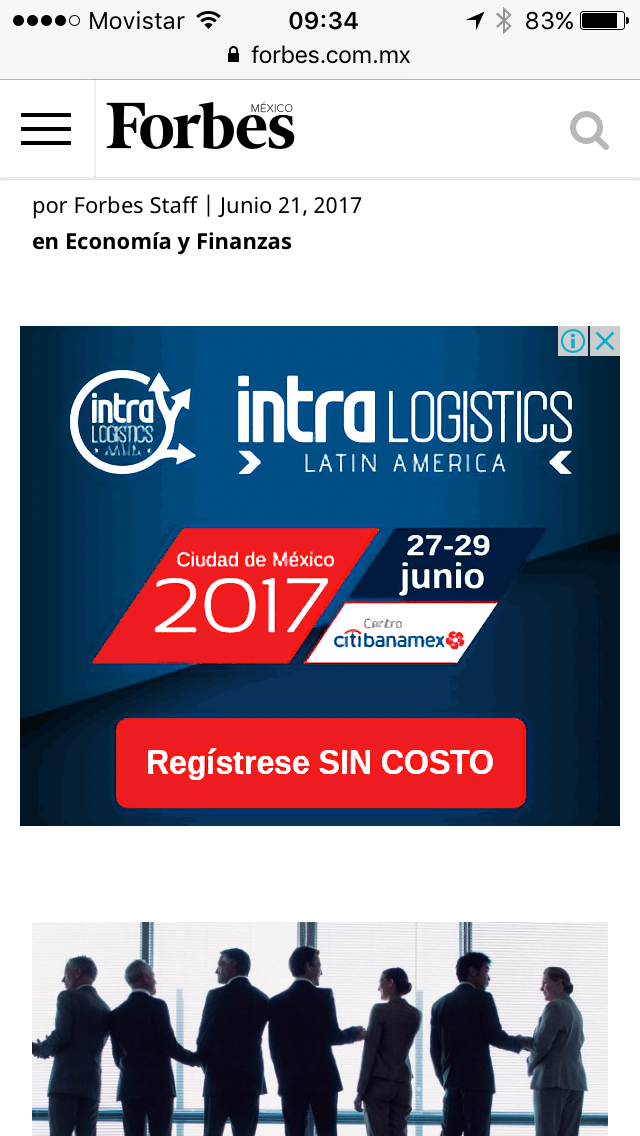 Movistar 09:34 83%
forbes.com.mx
MÉXICO
Forbes
por Forbes Staff | Junio 21, 2017
en Economía y Finanzas
intra
LOGISTICS
intra LOGISTICS
LATIN AMERICA
Ciudad de México
2017
27-29
junio
Centro
citibanamex
Regístrese SIN COSTO